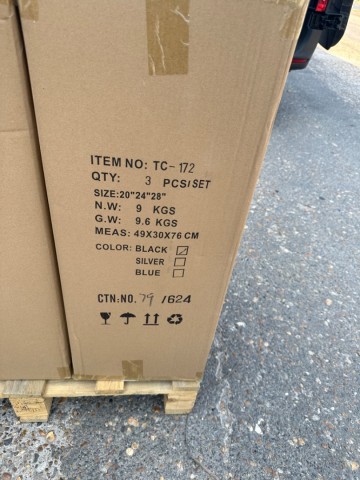 ITEM NO: TC-172
QTY: 3 PCS/SET
SIZE:20"24"28"
N.W: 9 KGS
G.W: 9.6 KGS
MEAS: 49X30X76 CM
COLOR: BLACK ☑
SILVER ☐
BLUE ☐
CTN:NO. 79 /624